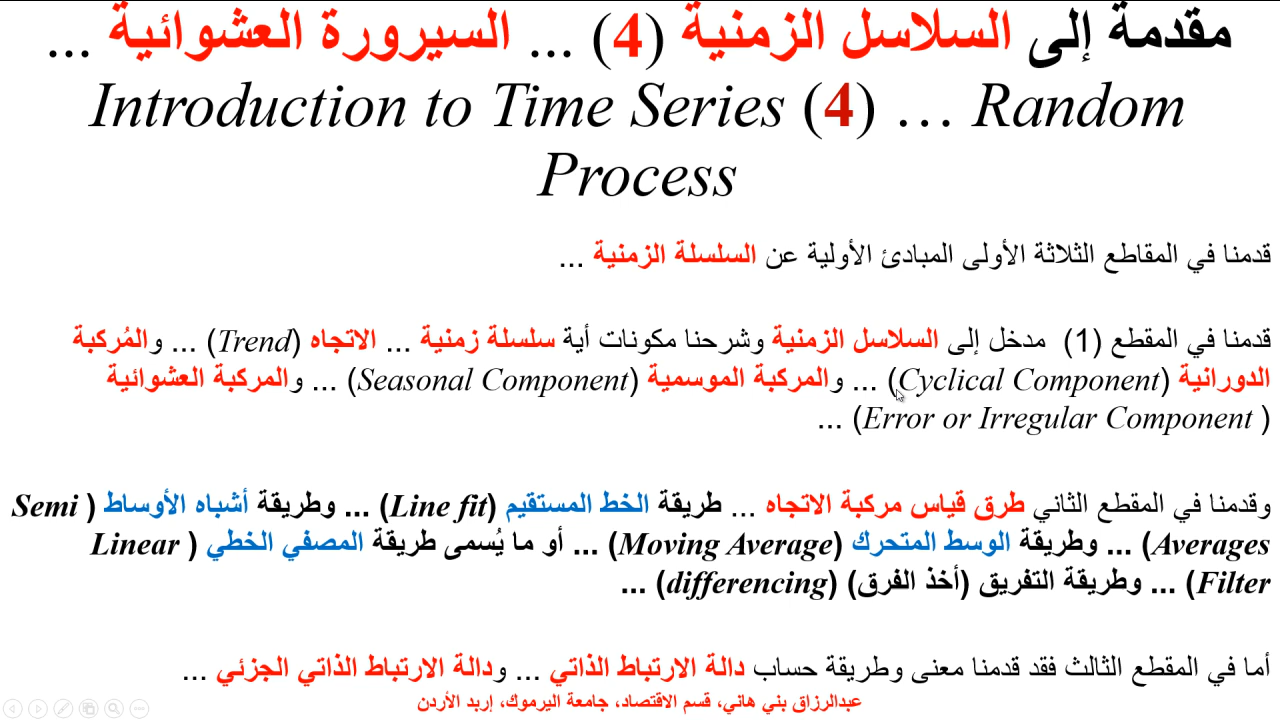 مقدمة إلى السلاسل الزمنية (4) ... السيرورة العشوائية ...
Introduction to Time Series (4) … Random
Process
قدمنا في المقاطع الثلاثة الأولى المبادئ الأولية عن السلسلة الزمنية ...
قدمنا في المقطع (1) مدخل إلى السلاسل الزمنية وشرحنا مكونات أية سلسلة زمنية ... الاتجاه (Trend) ... والمُركبة
الدورانية (Cyclical Component) ... والمركبة الموسمية (Seasonal Component) ... والمركبة العشوائية
(Error or Irregular Component ) ...
وقدمنا في المقطع الثاني طرق قياس مركبة الاتجاه ... طريقة الخط المستقيم (Line fit) ... وطريقة أشباه الأوساط (Semi
Averages) ... وطريقة الوسط المتحرك (Moving Average) ... أو ما يُسمى طريقة المصفي الخطي (Linear
Filter) ... وطريقة التفريق (أخذ الفرق) (differencing) ...
أما في المقطع الثالث فقد قدمنا معنى وطريقة حساب دالة الارتباط الذاتي ... ودالة الارتباط الذاتي الجزئي ...
عبدالرزاق بني هاني، قسم الاقتصاد، جامعة اليرموك، إربد الأردن